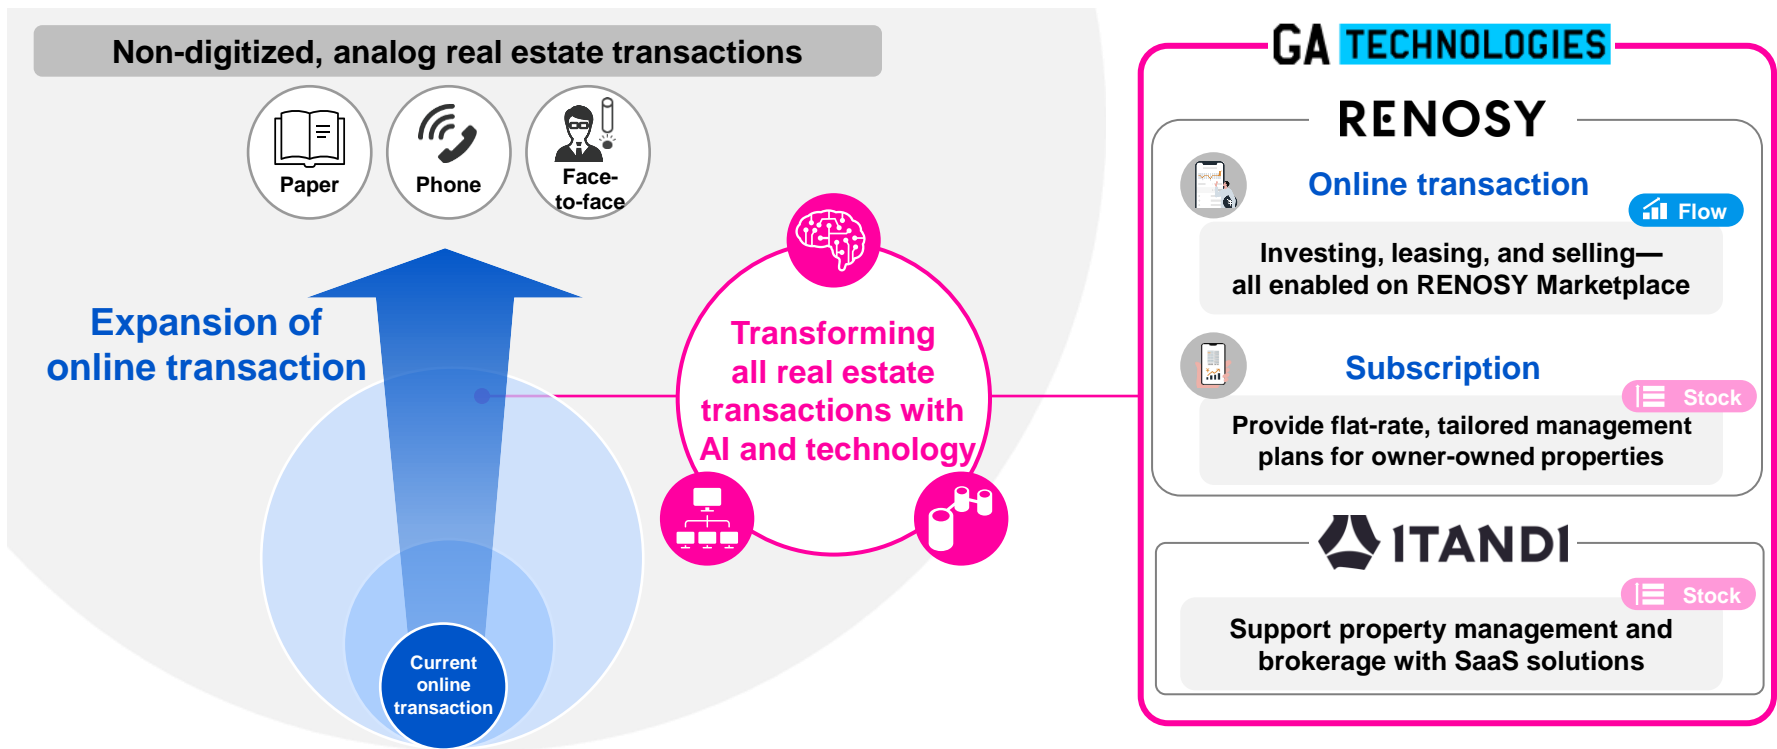 Non-digitized, analog real estate transactions
Paper
Phone
Face-
to-face
Expansion of
online transaction
Current
online
transaction
Transforming
all real estate
transactions with
AI and technology
GA TECHNOLOGIES
RENOSY
Online transaction
Flow
Investing, leasing, and selling—
all enabled on RENOSY Marketplace
Subscription
Stock
Provide flat-rate, tailored management
plans for owner-owned properties
ITANDI
Stock
Support property management and
brokerage with SaaS solutions